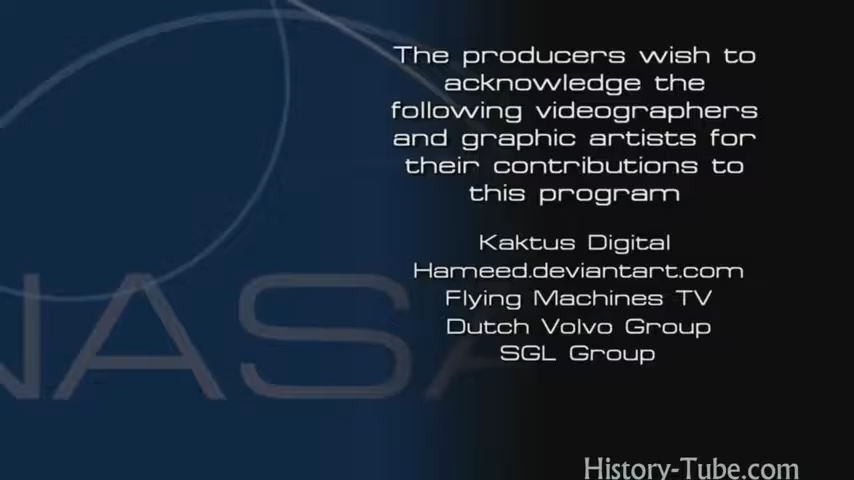 The producers wish to
acknowledge the
following videographers
and graphic artists for
their contributions to
this program
Kaktus Digital
Hameed.deviantart.com
Flying Machines TV
Dutch Volvo Group
SGL Group
NASA
History-Tube.com